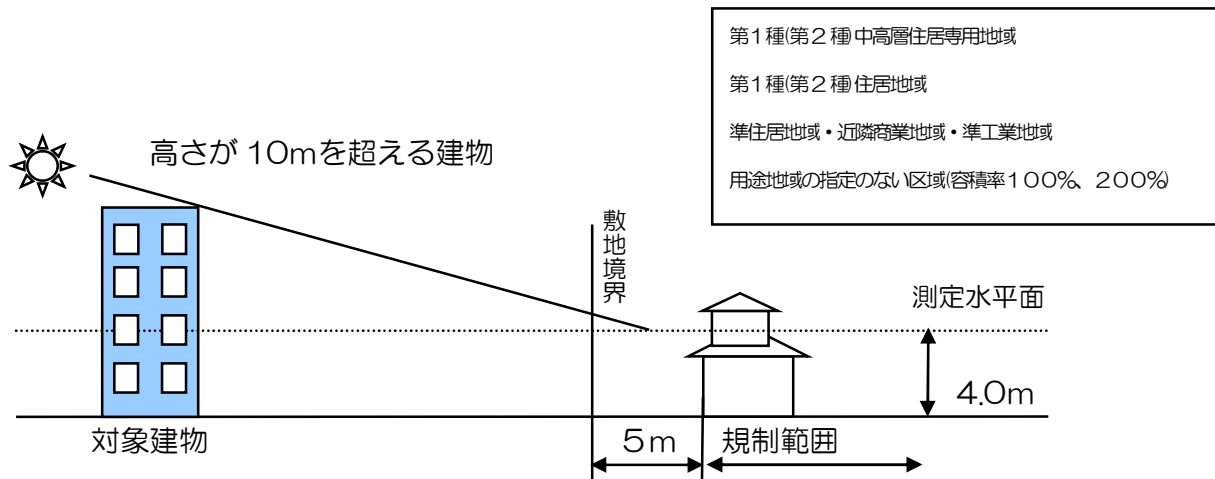 第1種(第2種)中高層住居専用地域
第1種(第2種)住居地域
準住居地域・近隣商業地域・準工業地域
用途地域の指定のない区域(容積率100%、200%)
高さが 10mを超える建物
敷地境界
測定水平面
4.0m
対象建物
5m
規制範囲